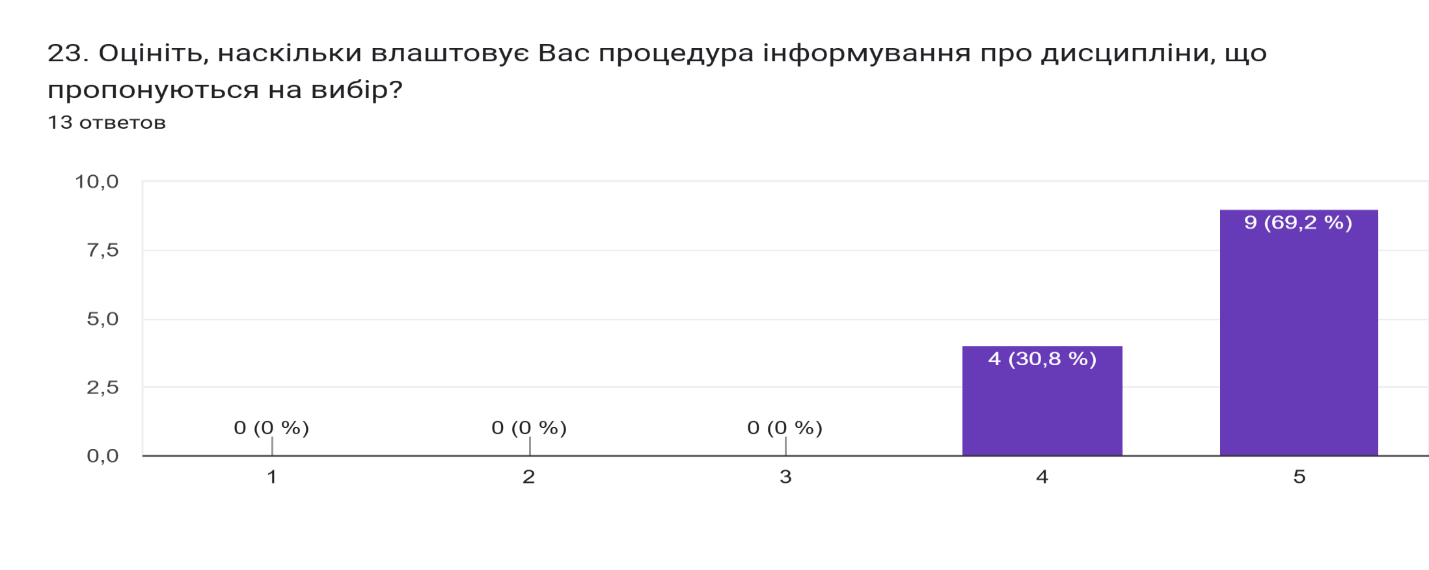 23. Оцініть, наскільки влаштовує Вас процедура інформування про дисципліни, що
пропонуються на вибір?
13 ответов
10,0
7,5
5,0
2,5
0,0
0 (0 %)
0 (0 %)
0 (0 %)
4 (30,8 %)
9 (69,2 %)
1
2
3
4
5